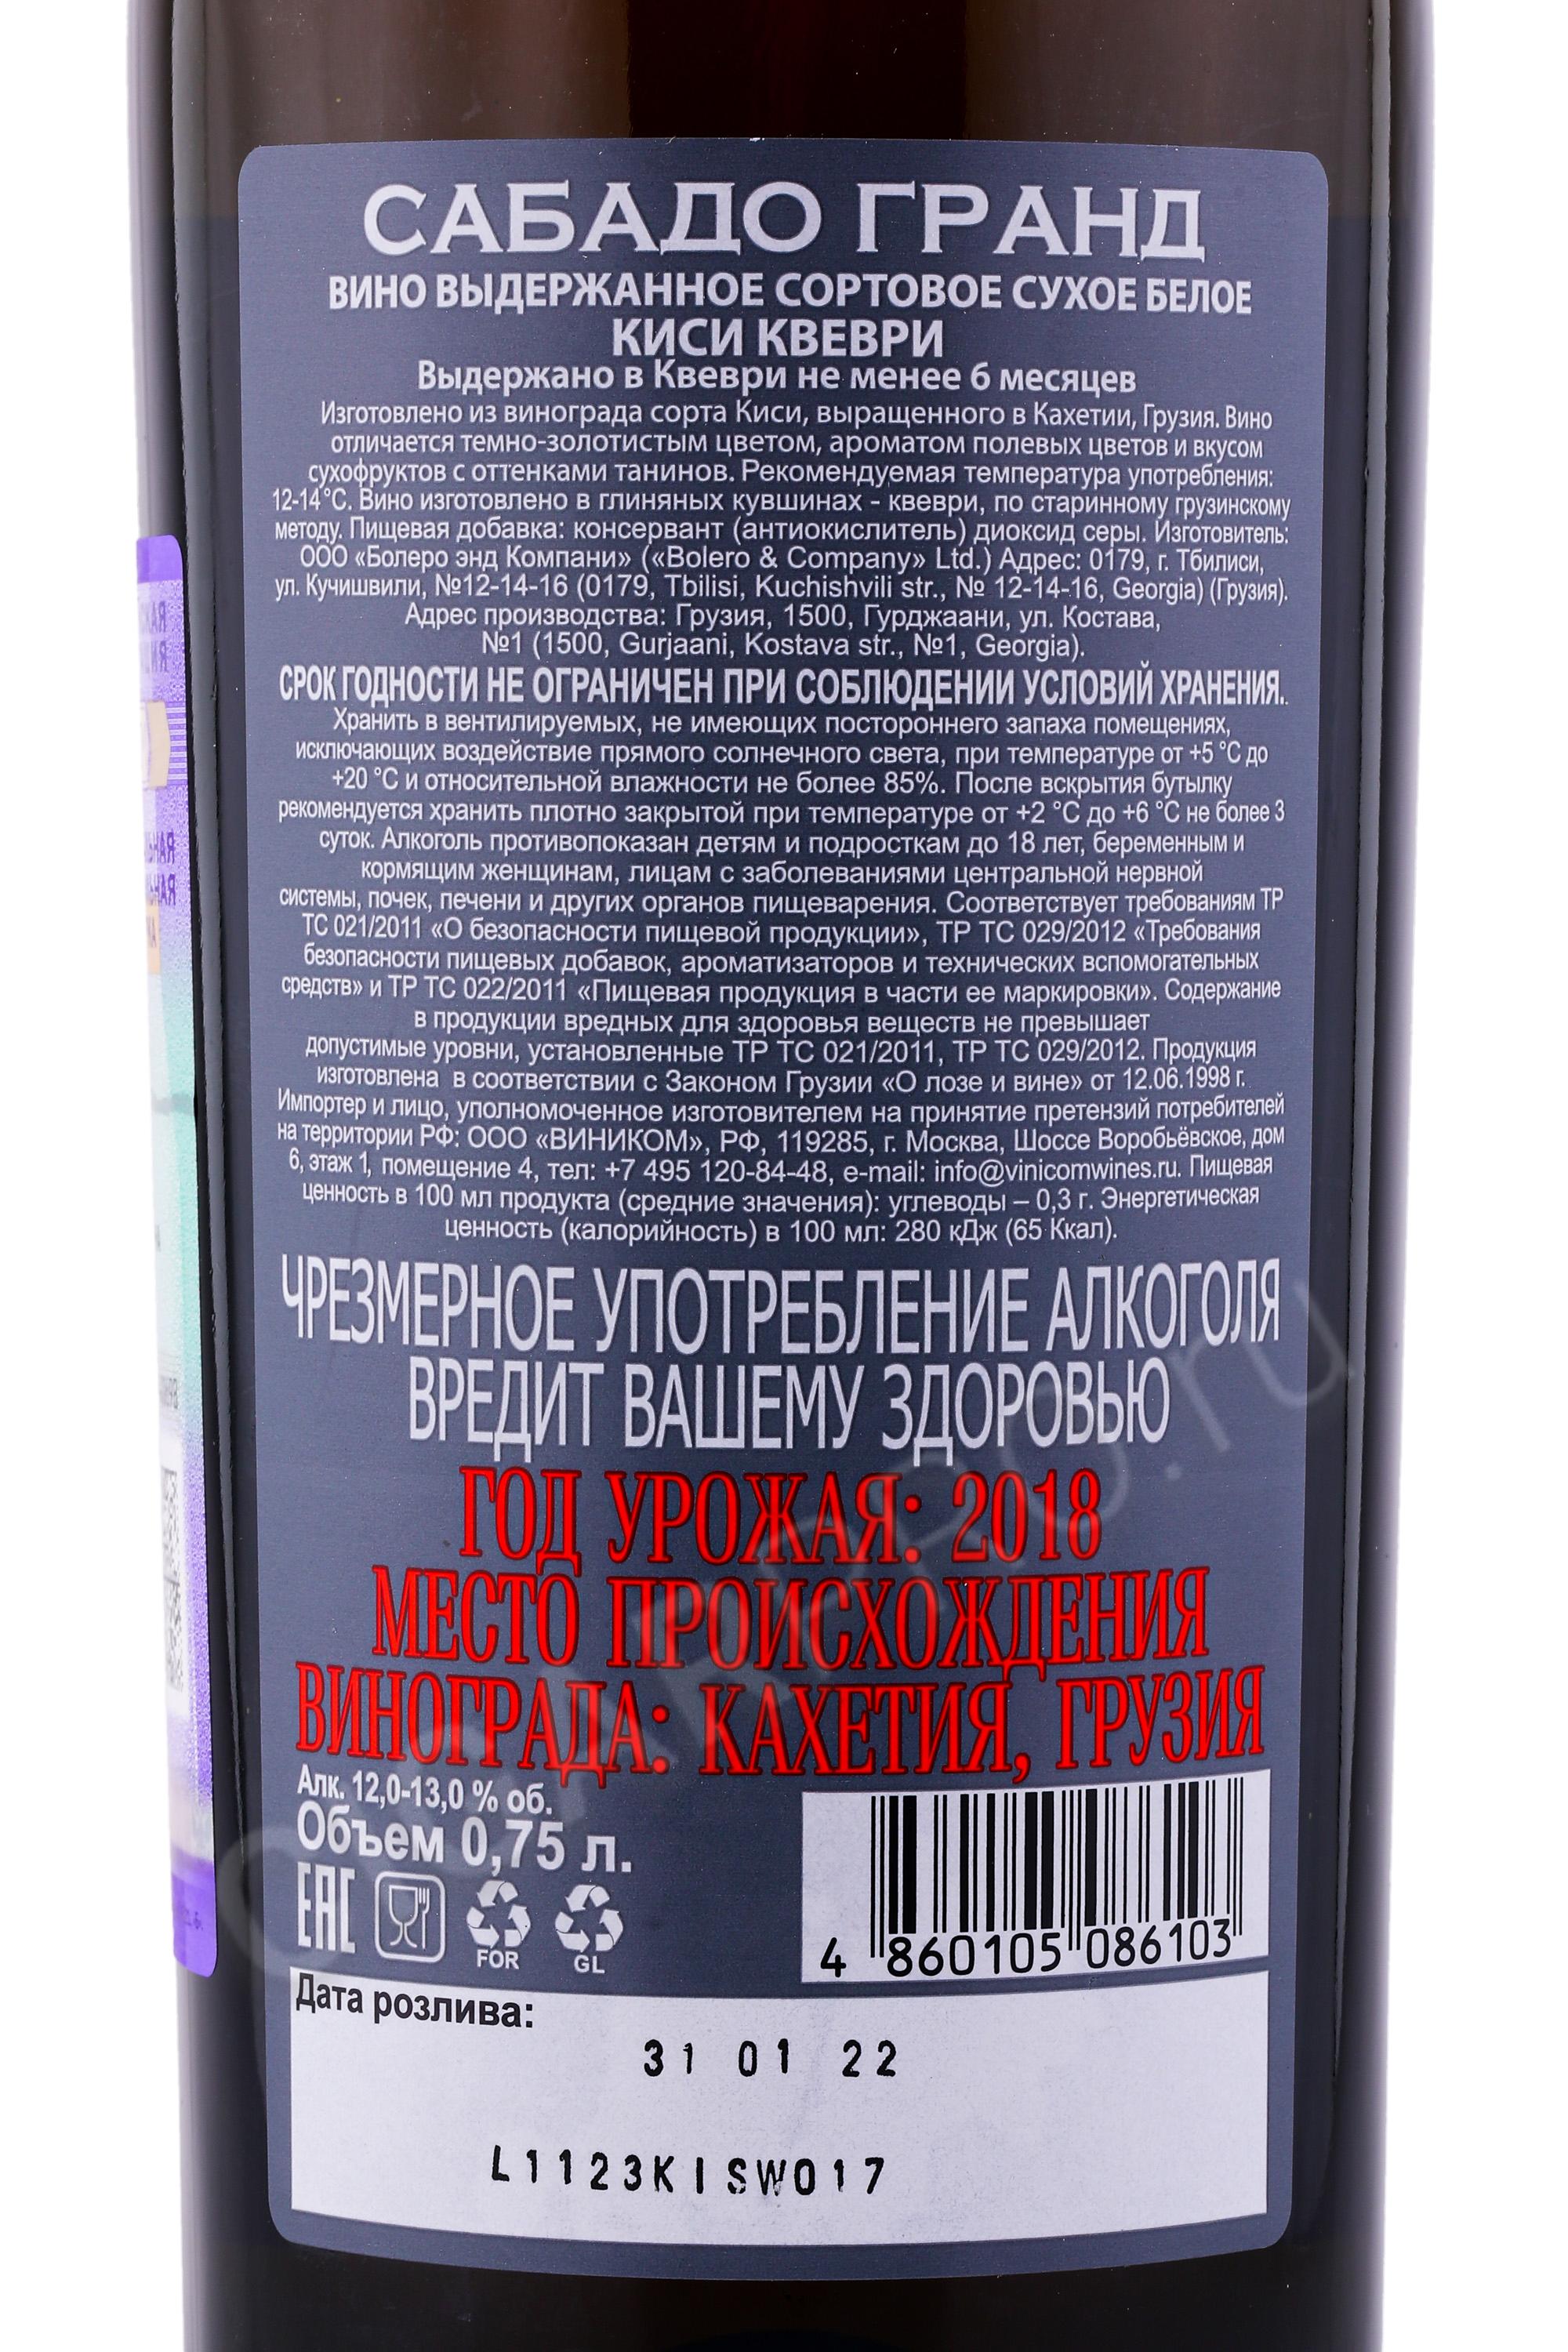 САБАДО ГРАНД
ВИНО ВЫДЕРЖАННОЕ СОРТОВОЕ СУХОЕ БЕЛОЕ
КИСИ КВЕВРИ
Выдержано в Квеври не менее 6 месяцев
Изготовлено из винограда сорта Киси, выращенного в Кахетии, Грузия. Вино
отличается темно-золотистым цветом, ароматом полевых цветов и вкусом
сухофруктов с оттенками танинов. Рекомендуемая температура употребления:
12-14°С. Вино изготовлено в глиняных кувшинах - квеври, по старинному грузинскому
методу. Пищевая добавка: консервант (антиокислитель) диоксид серы. Изготовитель:
ООО «Болеро энд Компани» («Bolero & Company» Ltd.) Адрес: 0179, г. Тбилиси,
ул. Кучишвили, №12-14-16 (0179, Tbilisi, Kuchishvili str., № 12-14-16, Georgia) (Грузия).
Адрес производства: Грузия, 1500, Гурджаани, ул. Костава,
№1 (1500, Gurjaani, Kostava str., №1, Georgia).
СРОК ГОДНОСТИ НЕ ОГРАНИЧЕН ПРИ СОБЛЮДЕНИИ УСЛОВИЙ ХРАНЕНИЯ.
Хранить в вентилируемых, не имеющих постороннего запаха помещениях,
исключающих воздействие прямого солнечного света, при температуре от +5 °С до
+20 °С и относительной влажности не более 85%. После вскрытия бутылку
рекомендуется хранить плотно закрытой при температуре от +2 °С до +6 °С не более 3
суток. Алкоголь противопоказан детям и подросткам до 18 лет, беременным и
кормящим женщинам, лицам с заболеваниями центральной нервной
системы, почек, печени и других органов пищеварения. Соответствует требованиям ТР
ТС 021/2011 «О безопасности пищевой продукции», ТР ТС 029/2012 «Требования
безопасности пищевых добавок, ароматизаторов и технических вспомогательных
средств» и ТР ТС 022/2011 «Пищевая продукция в части ее маркировки». Содержание
в продукции вредных для здоровья веществ не превышает
допустимые уровни, установленные ТР ТС 021/2011, ТР ТС 029/2012. Продукция
изготовлена в соответствии с Законом Грузии «О лозе и вине» от 12.06.1998 г.
Импортер и лицо, уполномоченное изготовителем на принятие претензий потребителей
на территории РФ: ООО «ВИНИКОМ», РФ, 119285, г. Москва, Шоссе Воробьёвское, дом
6, этаж 1, помещение 4, тел: +7 495 120-84-48, e-mail: info@vinicomwines.ru. Пищевая
ценность в 100 мл продукта (средние значения): углеводы – 0,3 г. Энергетическая
ценность (калорийность) в 100 мл: 280 кДж (65 Ккал).
ЧРЕЗМЕРНОЕ УПОТРЕБЛЕНИЕ АЛКОГОЛЯ
ВРЕДИТ ВАШЕМУ ЗДОРОВЬЮ
ГОД УРОЖАЯ: 2018
МЕСТО ПРОИСХОЖДЕНИЯ
ВИНОГРАДА: КАХЕТИЯ, ГРУЗИЯ
Алк. 12,0-13,0 % об.
Объем 0,75 л.
EAC
FOR
GL
4 860105 086103
Дата розлива:
31 01 22
L1123KISW017